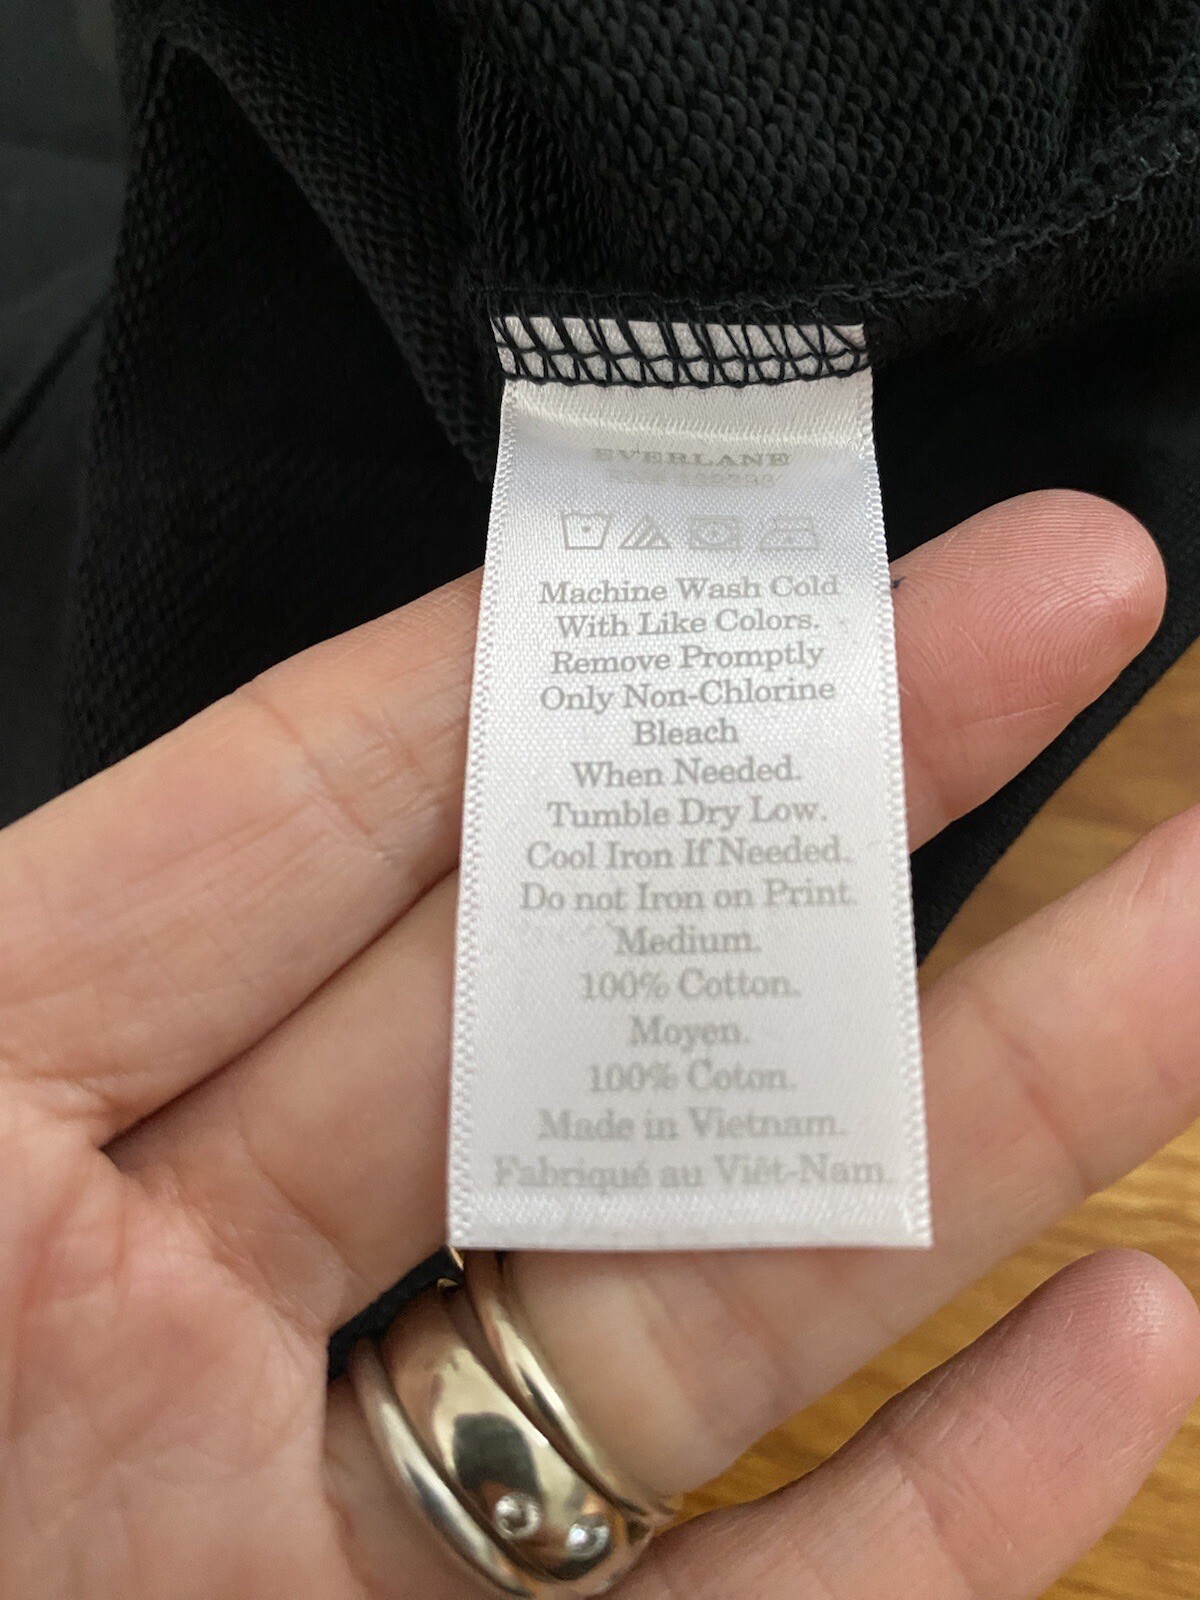 EVERLANE
Machine Wash Cold
With Like Colors.
Remove Promptly
Only Non-Chlorine
Bleach
When Needed.
Tumble Dry Low.
Cool Iron If Needed.
Do not Iron on Print.
Medium.
100% Cotton.
Moyen.
100% Coton.
Made in Vietnam.
Fabriqué au Viêt-Nam.